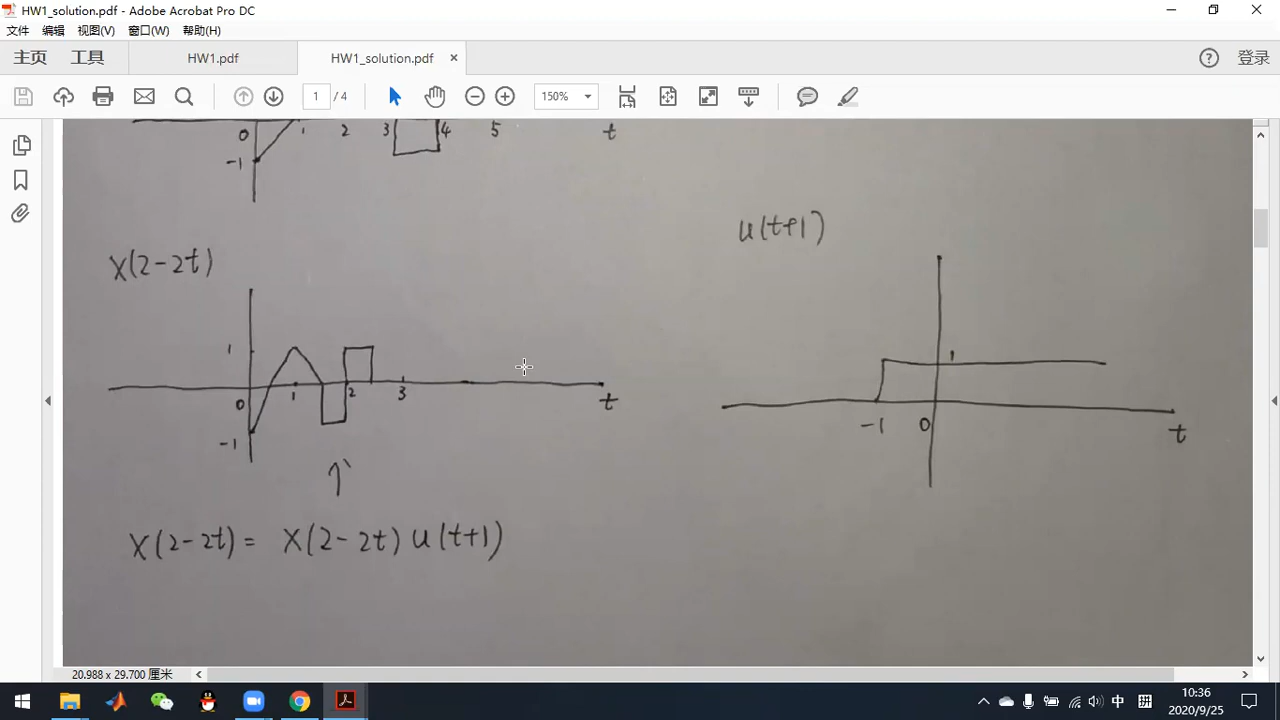 HW1_solution.pdf - Adobe Acrobat Pro DC
文件 编辑 视图(V) 窗口(W) 帮助(H)
主页 工具 HW1.pdf HW1_solution.pdf × ? 登录
1 / 4 150%
0 1 2 3 4 5 t
-1
x(2-2t)
1
0 1 2 3 t
-1
↑
x(2-2t) = x(2-2t) u(t+1)
u(t+1)
1
-1 0 t
20.988 x 29.700 厘米
中 拼 10:36
2020/9/25